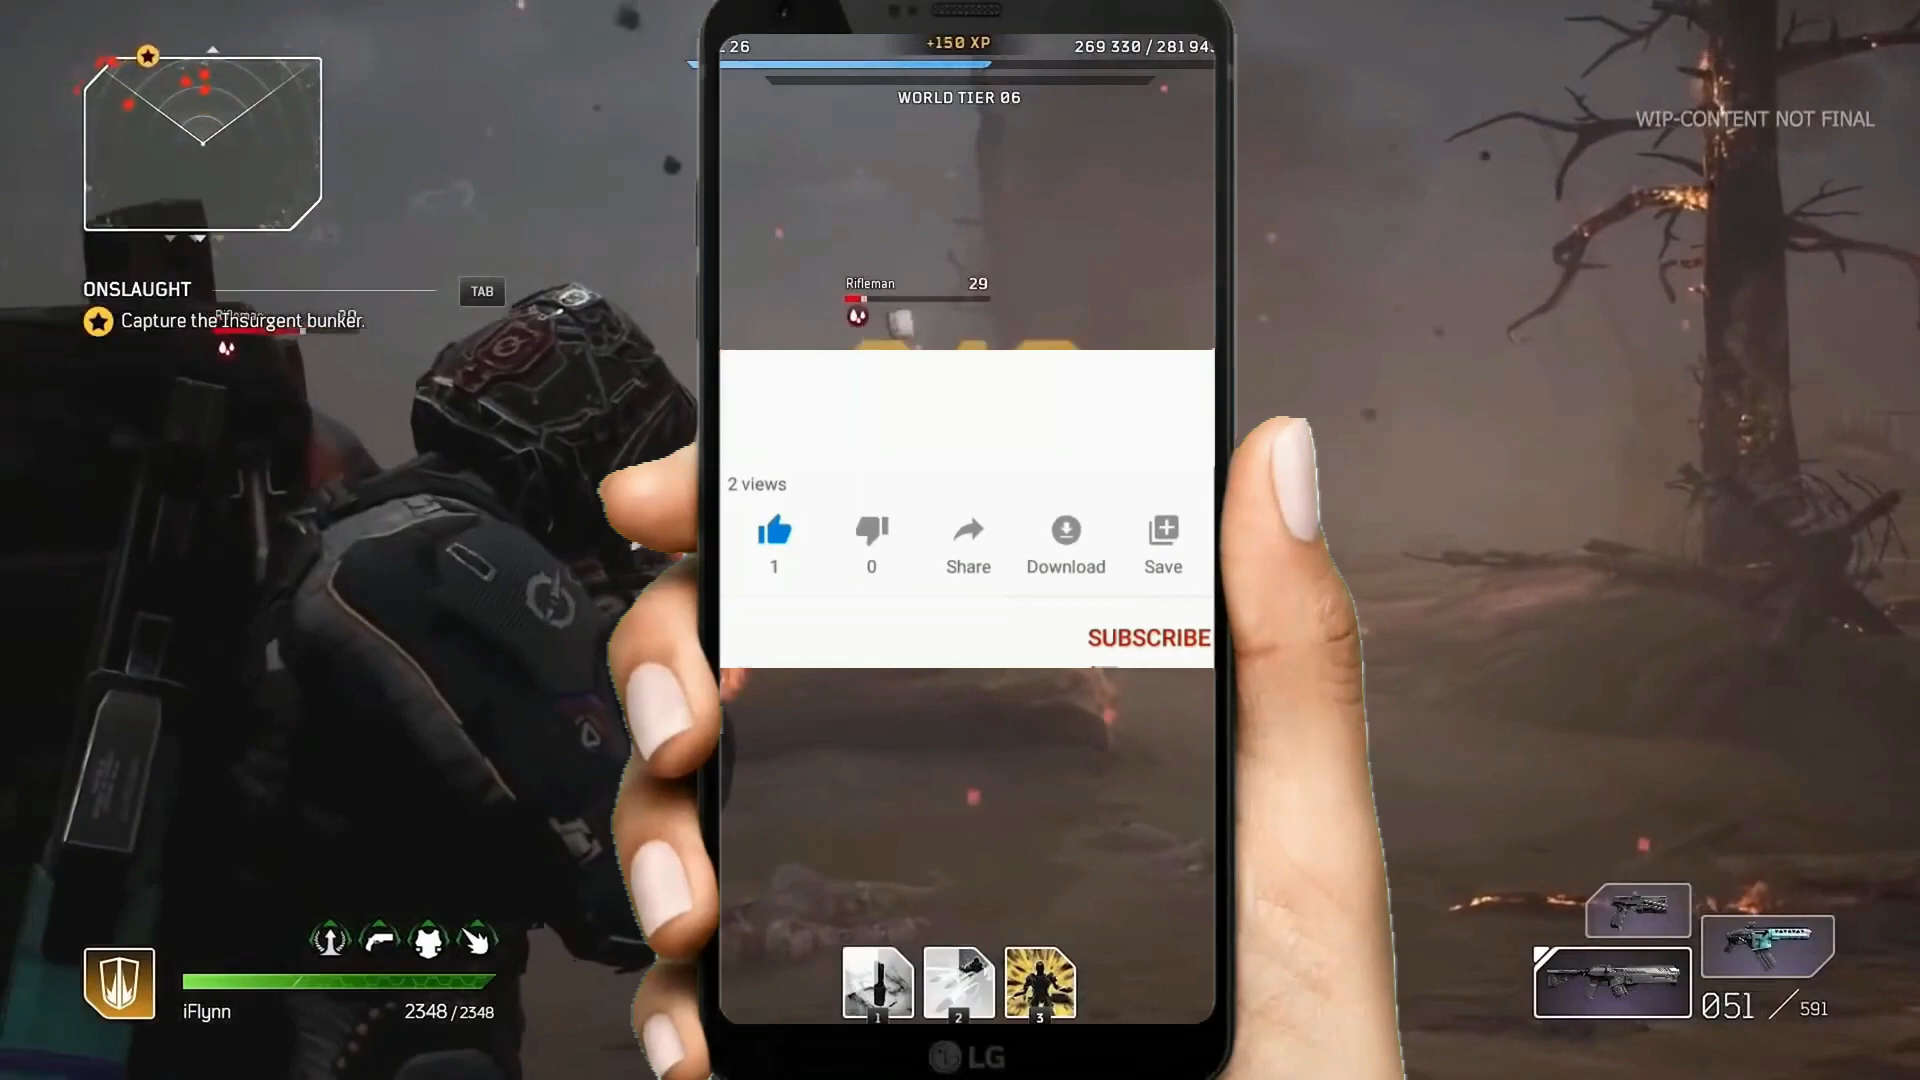 26
+150 XP
269 330 / 281 94
WORLD TIER 06
WIP-CONTENT NOT FINAL
ONSLAUGHT
TAB
Capture the Insurgent bunker.
Rifleman
Rifleman 29
2 views
1
0
Share
Download
Save
SUBSCRIBE
iFlynn
2348 / 2348
1
2
3
051 / 591
LG